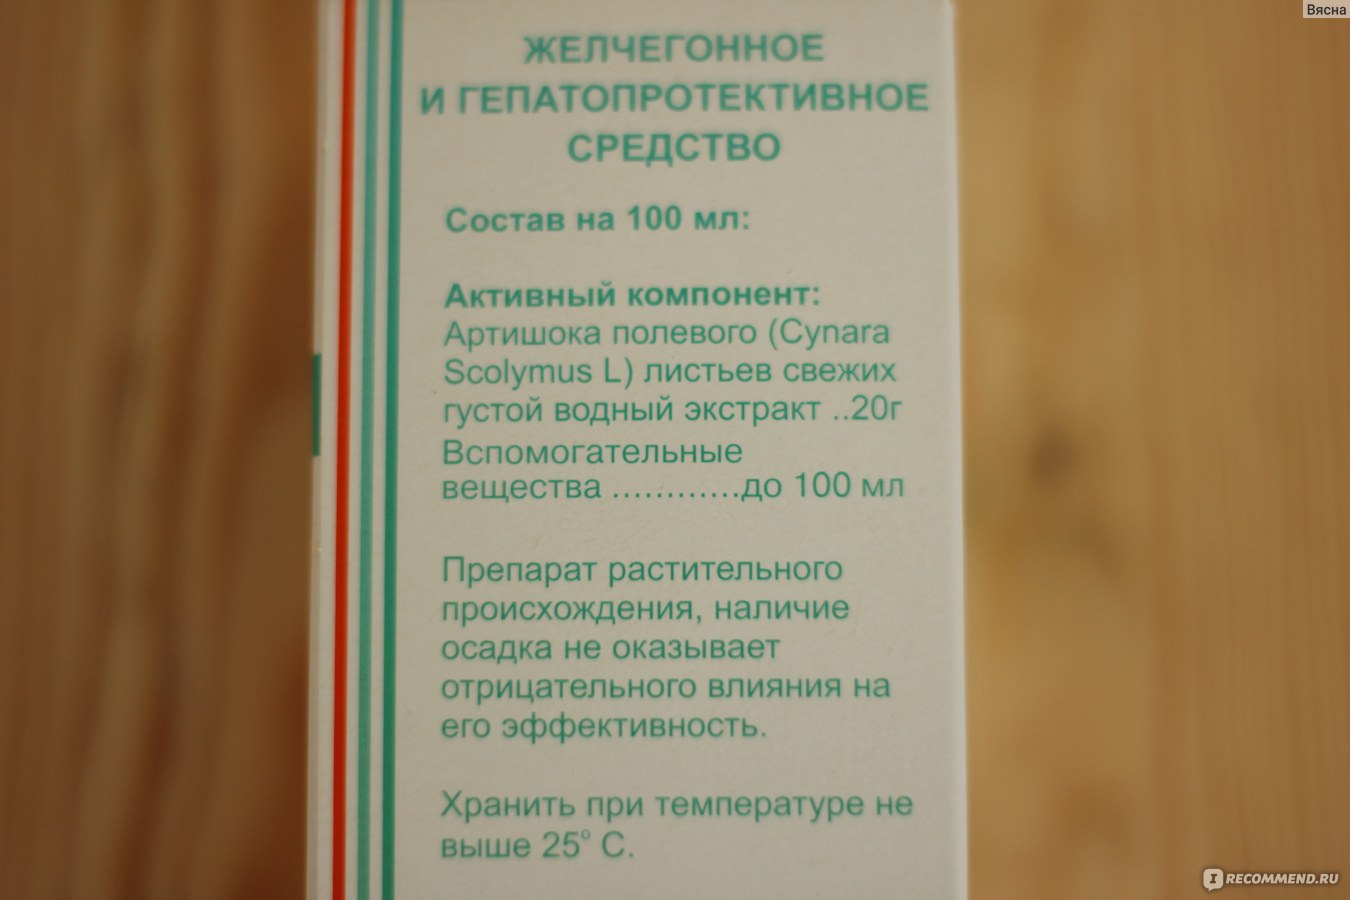 Вясна
ЖЕЛЧЕГОННОЕ
И ГЕПАТОПРОТЕКТИВНОЕ
СРЕДСТВО
Состав на 100 мл:
Активный компонент:
Артишока полевого (Cynara
Scolymus L) листьев свежих
густой водный экстракт ..20г
Вспомогательные
вещества ............до 100 мл
Препарат растительного
происхождения, наличие
осадка не оказывает
отрицательного влияния на
его эффективность.
Хранить при температуре не
выше 25° С.
IRECOMMEND.RU